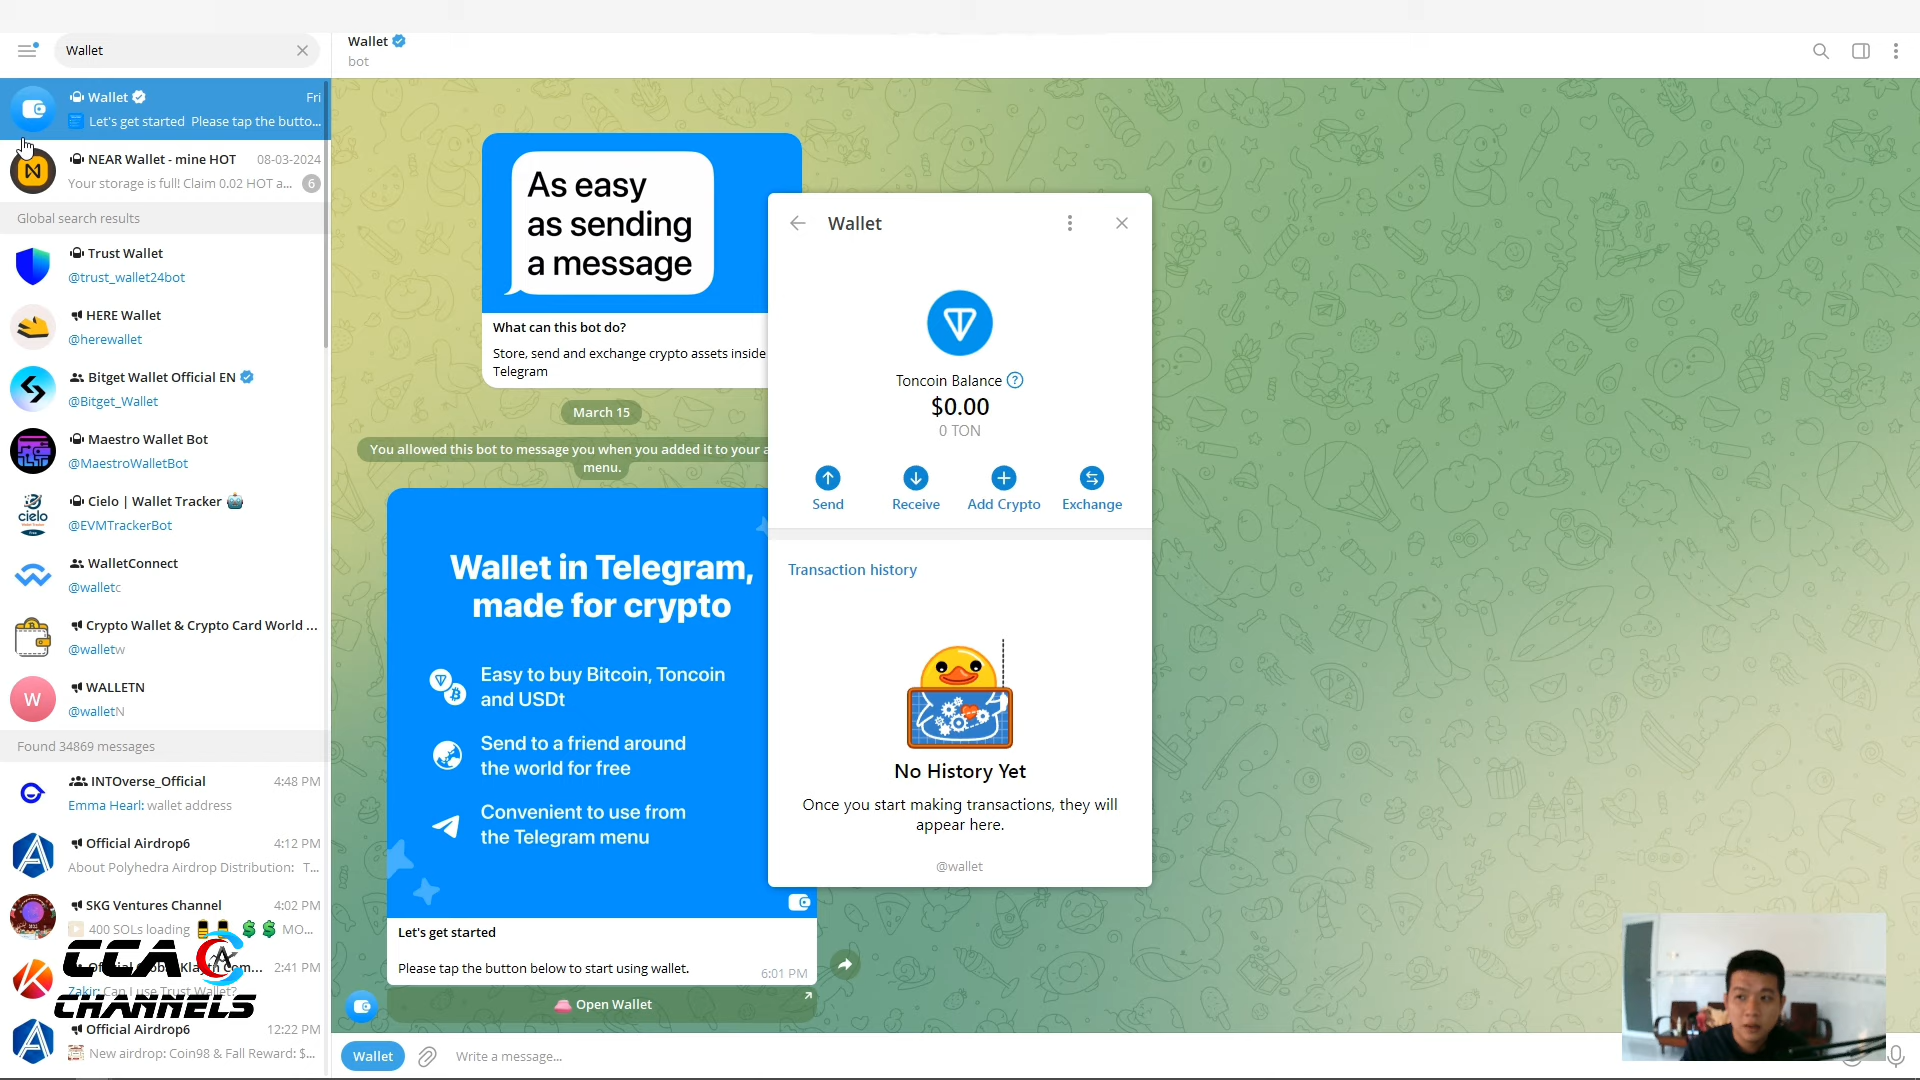 Wallet
Wallet
Fri
Let's get started Please tap the butto...
NEAR Wallet - mine HOT
08-03-2024
Your storage is full! Claim 0.02 HOT a...
6
Global search results
Trust Wallet
@trust_wallet24bot
HERE Wallet
@herewallet
Bitget Wallet Official EN
@Bitget_Wallet
Maestro Wallet Bot
@MaestroWalletBot
cielo
Cielo | Wallet Tracker
@EVMTrackerBot
WalletConnect
@walletc
Crypto Wallet & Crypto Card World ...
@walletw
W
WALLETN
@walletN
Found 34869 messages
INTOverse_Official
4:48 PM
Emma Hearl: wallet address
Official Airdrop6
4:12 PM
About Polyhedra Airdrop Distribution: T...
SKG Ventures Channel
4:02 PM
400 SOLs loading
MO...
2:41 PM
Zakir: Can I use Trust Wallet?
CCA
CHANNELS
Official Airdrop6
12:22 PM
New airdrop: Coin98 & Fall Reward: $...
Wallet
bot
As easy
as sending
a message
What can this bot do?
Store, send and exchange crypto assets inside
Telegram
March 15
You allowed this bot to message you when you added it to your a
menu.
Wallet in Telegram,
made for crypto
Easy to buy Bitcoin, Toncoin
and USDt
Send to a friend around
the world for free
Convenient to use from
the Telegram menu
Let's get started
Please tap the button below to start using wallet.
6:01 PM
Open Wallet
Wallet
Write a message...
Wallet
Toncoin Balance ?
$0.00
0 TON
Send
Receive
Add Crypto
Exchange
Transaction history
No History Yet
Once you start making transactions, they will
appear here.
@wallet